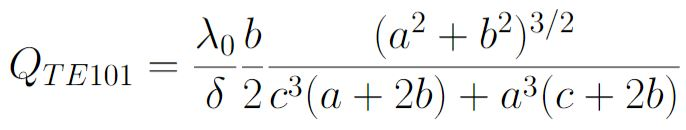 Q_{TE101} = \frac{\lambda_0}{\delta} \frac{b}{2} \frac{(a^2 + b^2)^{3/2}}{c^3(a + 2b) + a^3(c + 2b)}